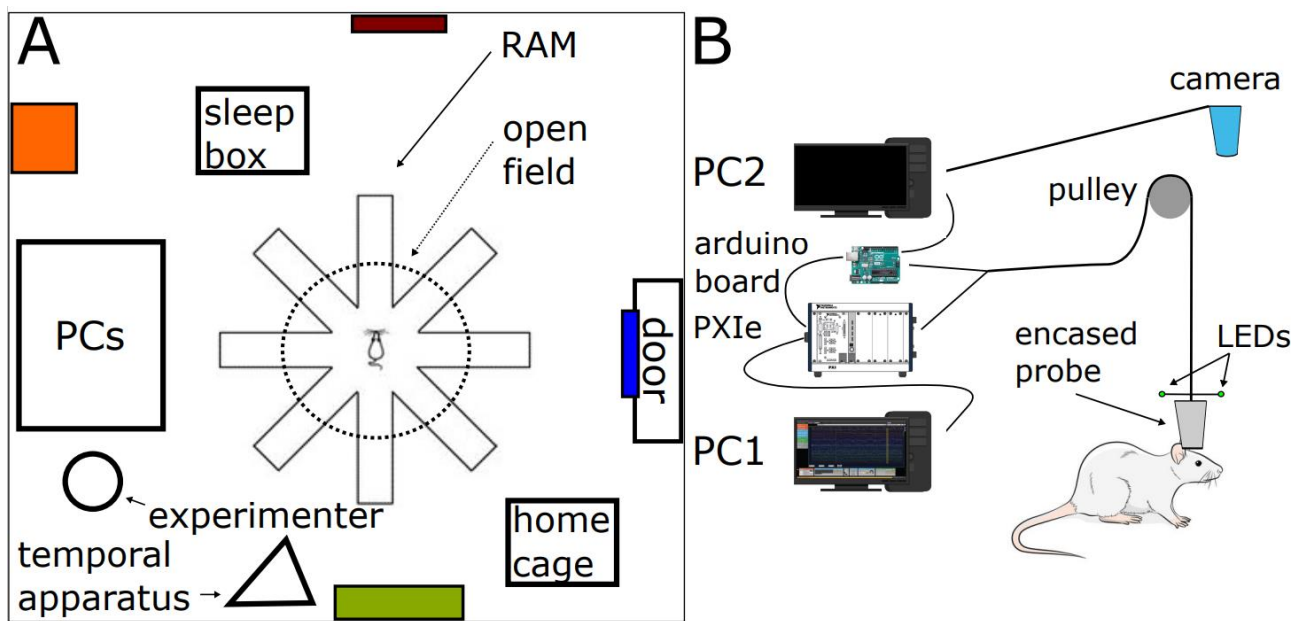 A
RAM
sleep
box
open
field
PCs
door
experimenter
temporal
apparatus
home
cage
B
camera
PC2
pulley
arduino
board
PXIe
encased
probe
LEDs
PC1